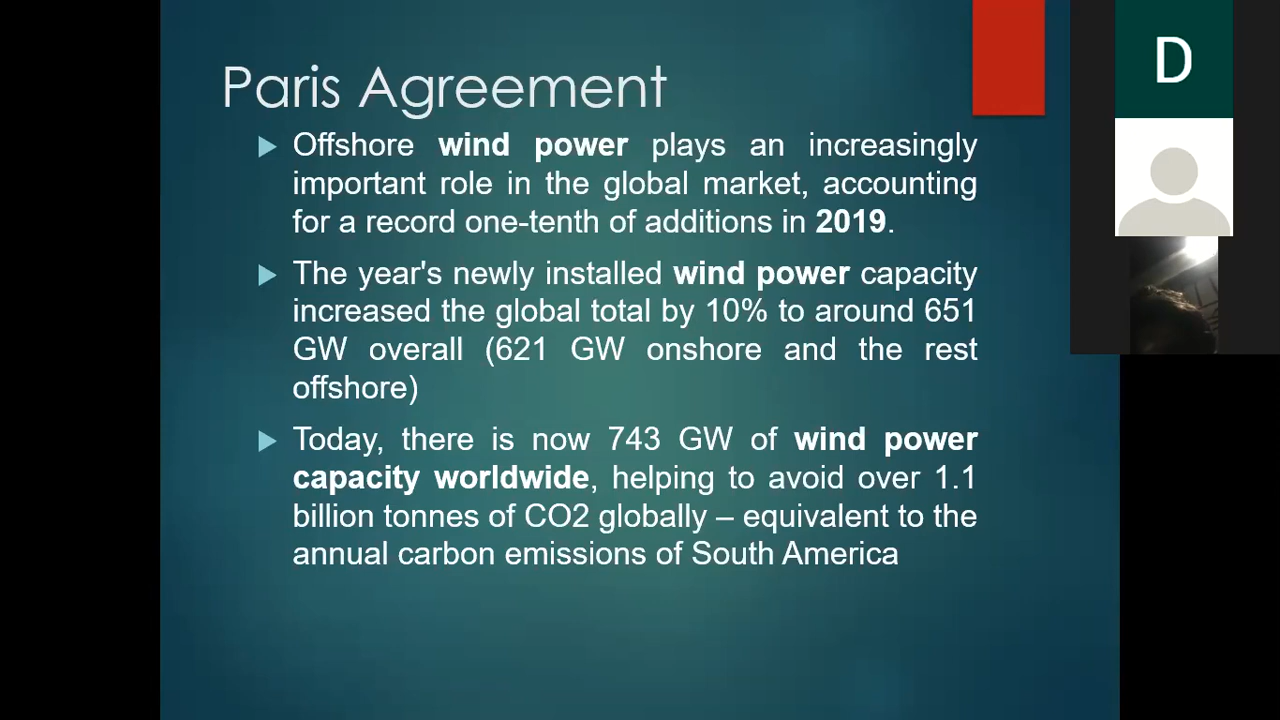 Paris Agreement
Offshore wind power plays an increasingly
important role in the global market, accounting
for a record one-tenth of additions in 2019.
The year's newly installed wind power capacity
increased the global total by 10% to around 651
GW overall (621 GW onshore and the rest
offshore)
Today, there is now 743 GW of wind power
capacity worldwide, helping to avoid over 1.1
billion tonnes of CO2 globally – equivalent to the
annual carbon emissions of South America
D